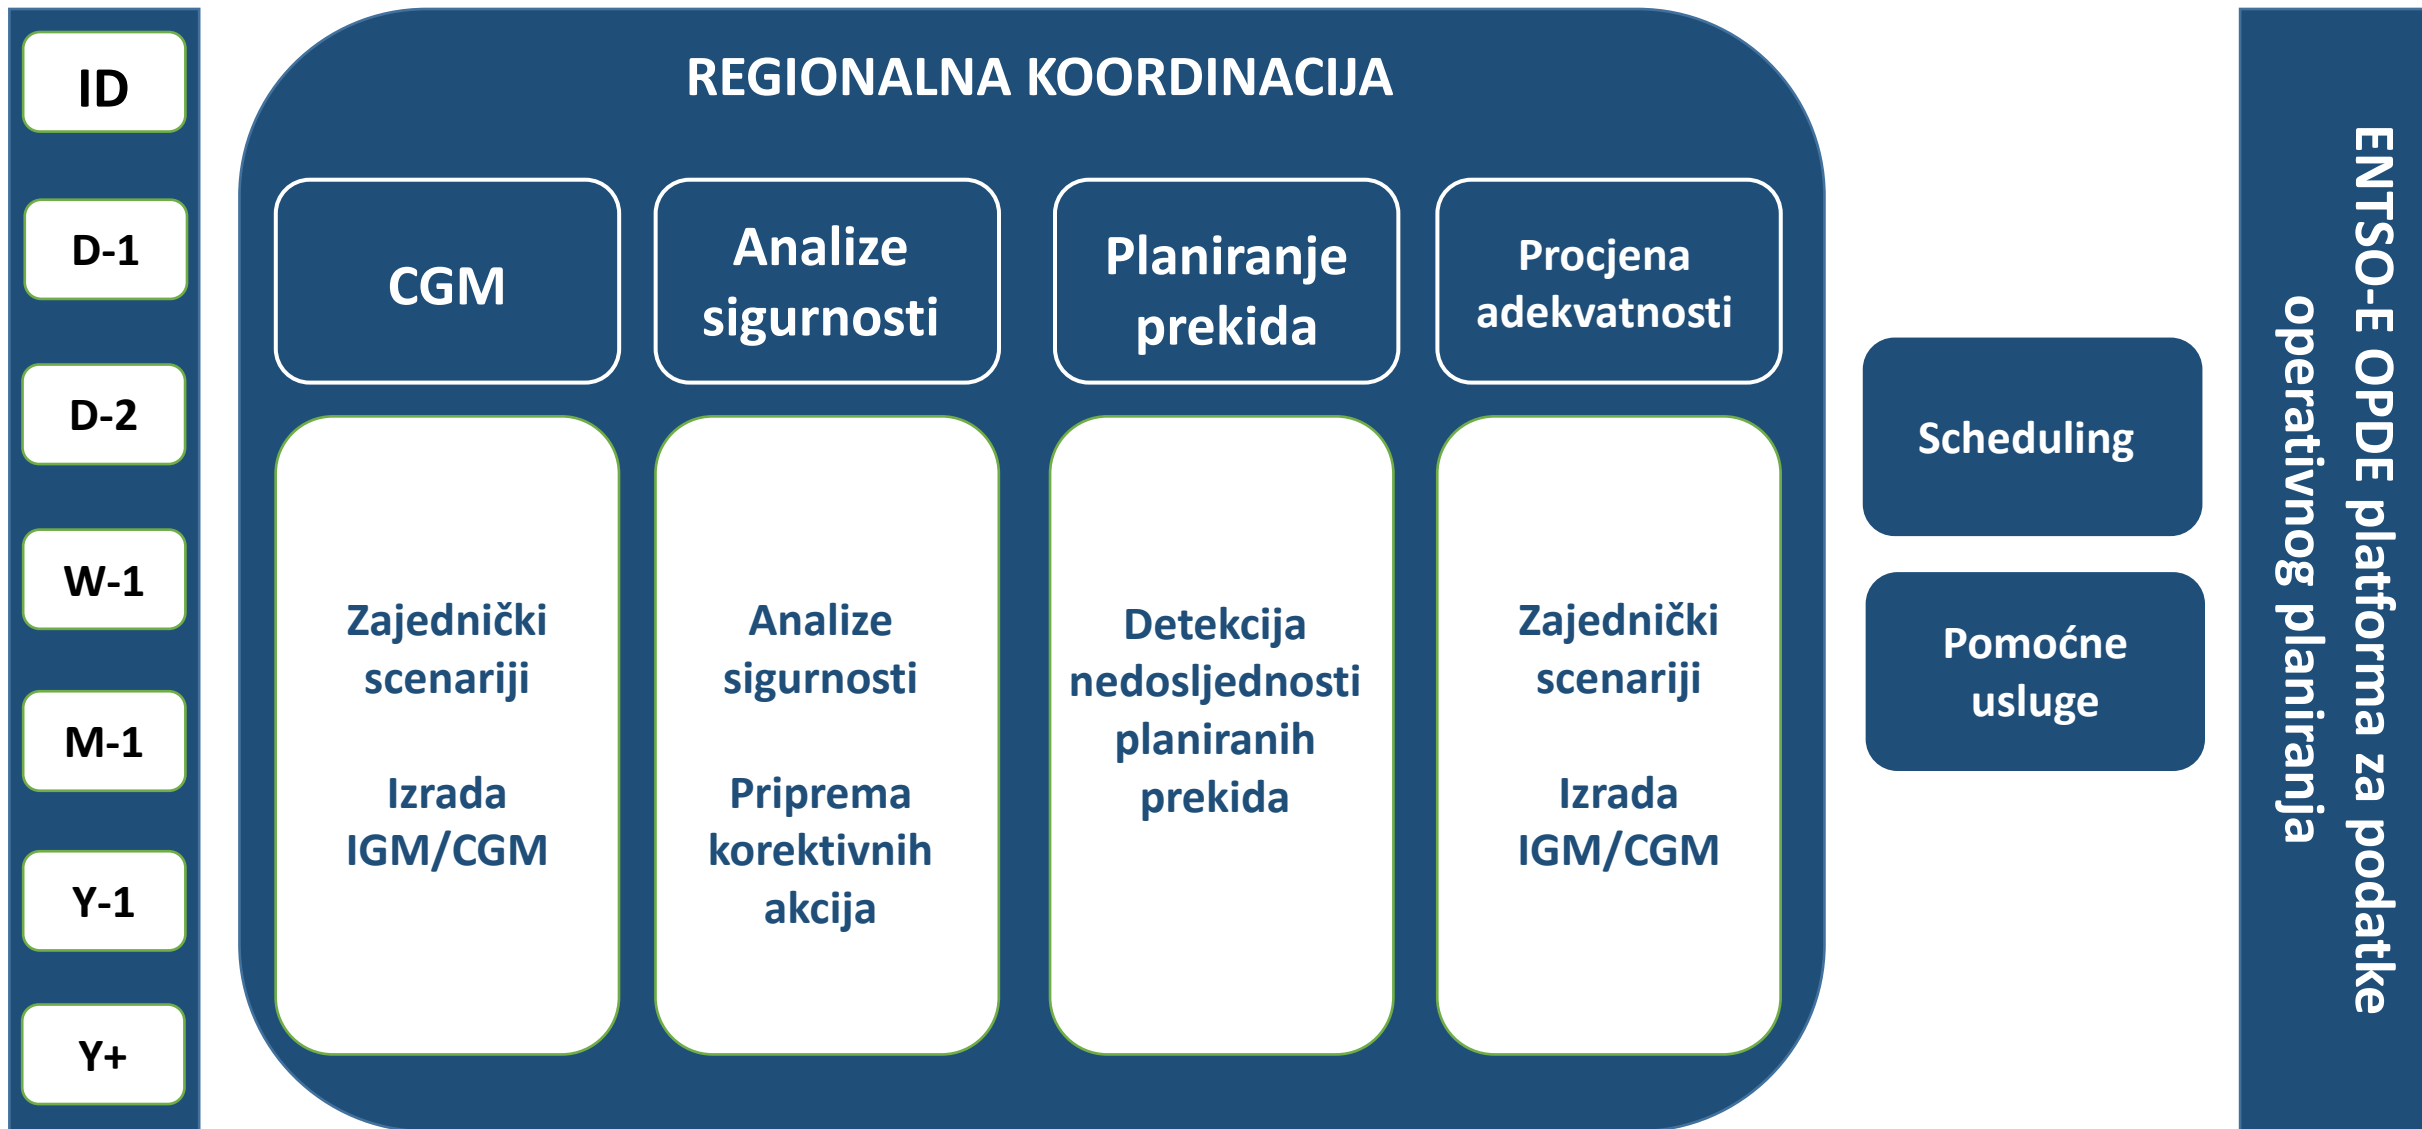 ID
D-1
D-2
W-1
M-1
Y-1
Y+
REGIONALNA KOORDINACIJA
CGM
Zajednički
scenariji
Izrada
IGM/CGM
Analize
sigurnosti
Analize
sigurnosti
Priprema
korektivnih
akcija
Planiranje
prekida
Detekcija
nedosljednosti
planiranih
prekida
Procjena
adekvatnosti
Zajednički
scenariji
Izrada
IGM/CGM
Scheduling
Pomoćne
usluge
ENTSO-E OPDE platforma za podatke
operativnog planiranja